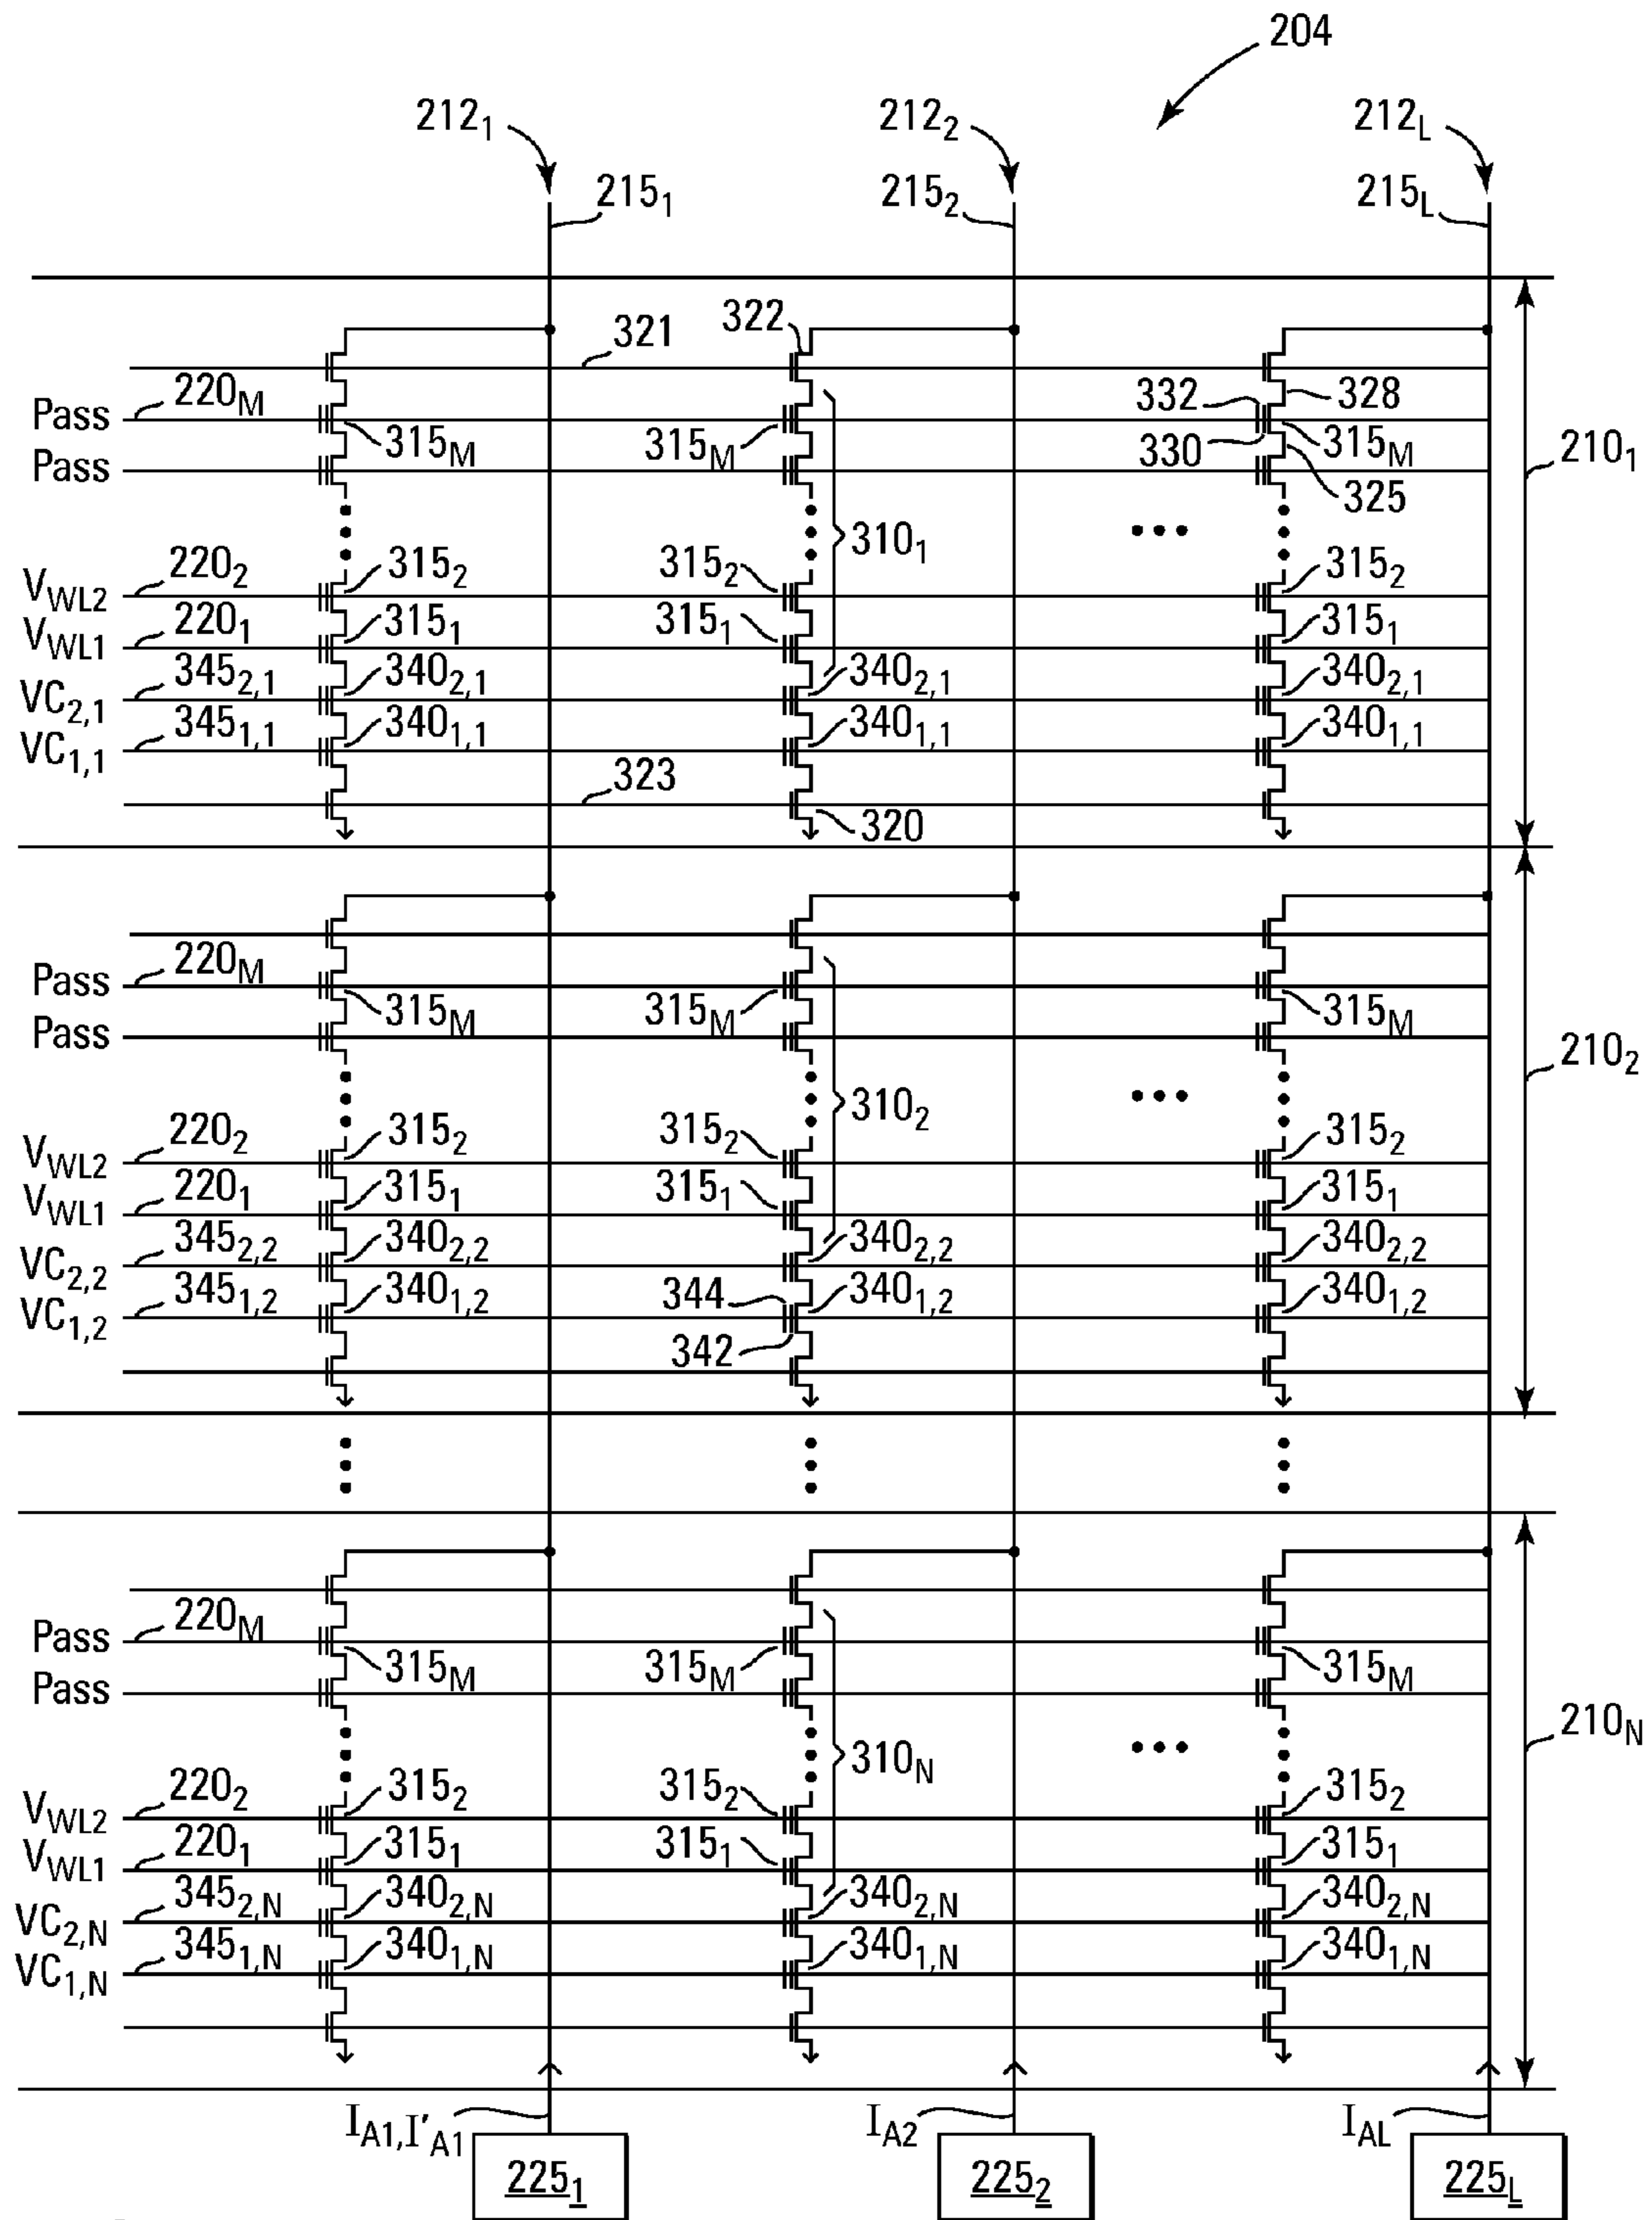 204
212₁ 212₂ 212L
215₁ 215₂ 215L
321 322
Pass 220M 332 328
315M 315M 330 315M 210₁
Pass 325
310₁
VWL2 220₂ 315₂ 315₂ 315₂
VWL1 220₁ 315₁ 315₁ 315₁
VC2,1 3452,1 3402,1 3402,1 3402,1
VC1,1 3451,1 3401,1 3401,1 3401,1
323
320
Pass 220M
315M 315M 315M
Pass 210₂
310₂
VWL2 220₂ 315₂ 315₂ 315₂
VWL1 220₁ 315₁ 315₁ 315₁
VC2,2 3452,2 3402,2 3402,2 3402,2
VC1,2 3451,2 3401,2 344 3401,2 3401,2
342
Pass 220M
315M 315M 315M
Pass 210N
310N
VWL2 220₂ 315₂ 315₂ 315₂
VWL1 220₁ 315₁ 315₁ 315₁
VC2,N 3452,N 3402,N 3402,N 3402,N
VC1,N 3451,N 3401,N 3401,N 3401,N
IA1,I'A1 IA2 IAL
225₁ 225₂ 225L